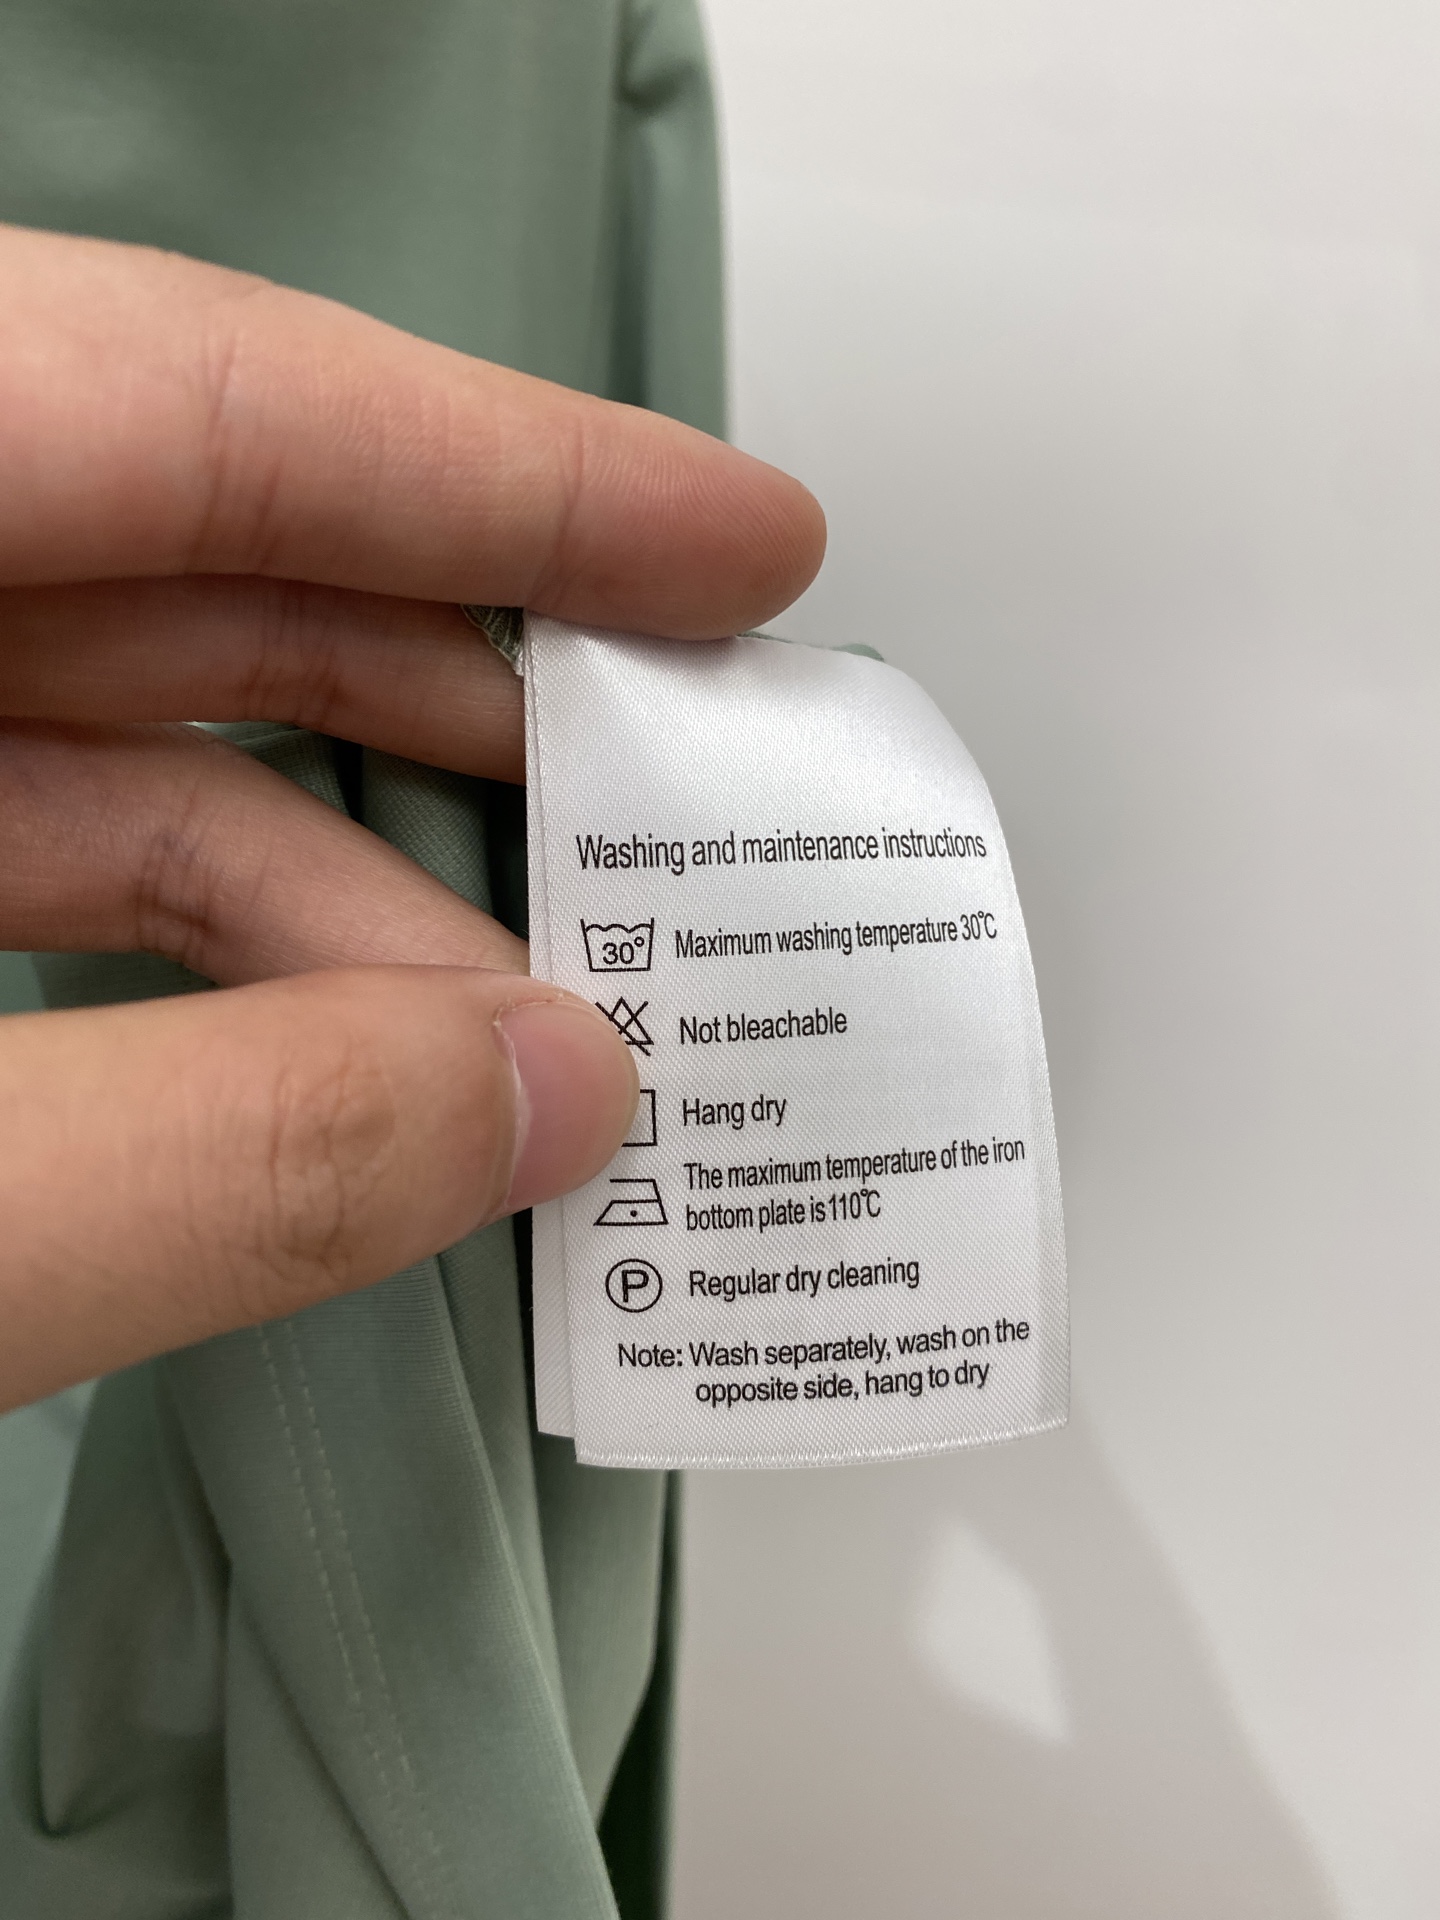 Washing and maintenance instructions
30° Maximum washing temperature 30℃
Not bleachable
Hang dry
The maximum temperature of the iron
bottom plate is 110℃
P Regular dry cleaning
Note: Wash separately, wash on the
opposite side, hang to dry